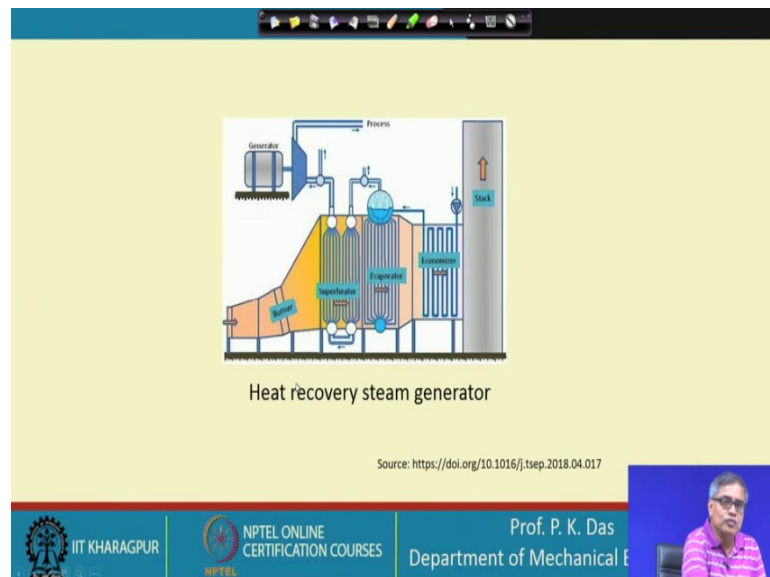 Process
Generator
Stack
Economizer
Evaporator
Superheater
Burner
Heat recovery steam generator
Source: https://doi.org/10.1016/j.tsep.2018.04.017
IIT KHARAGPUR
NPTEL
NPTEL ONLINE
CERTIFICATION COURSES
Prof. P. K. Das
Department of Mechanical E